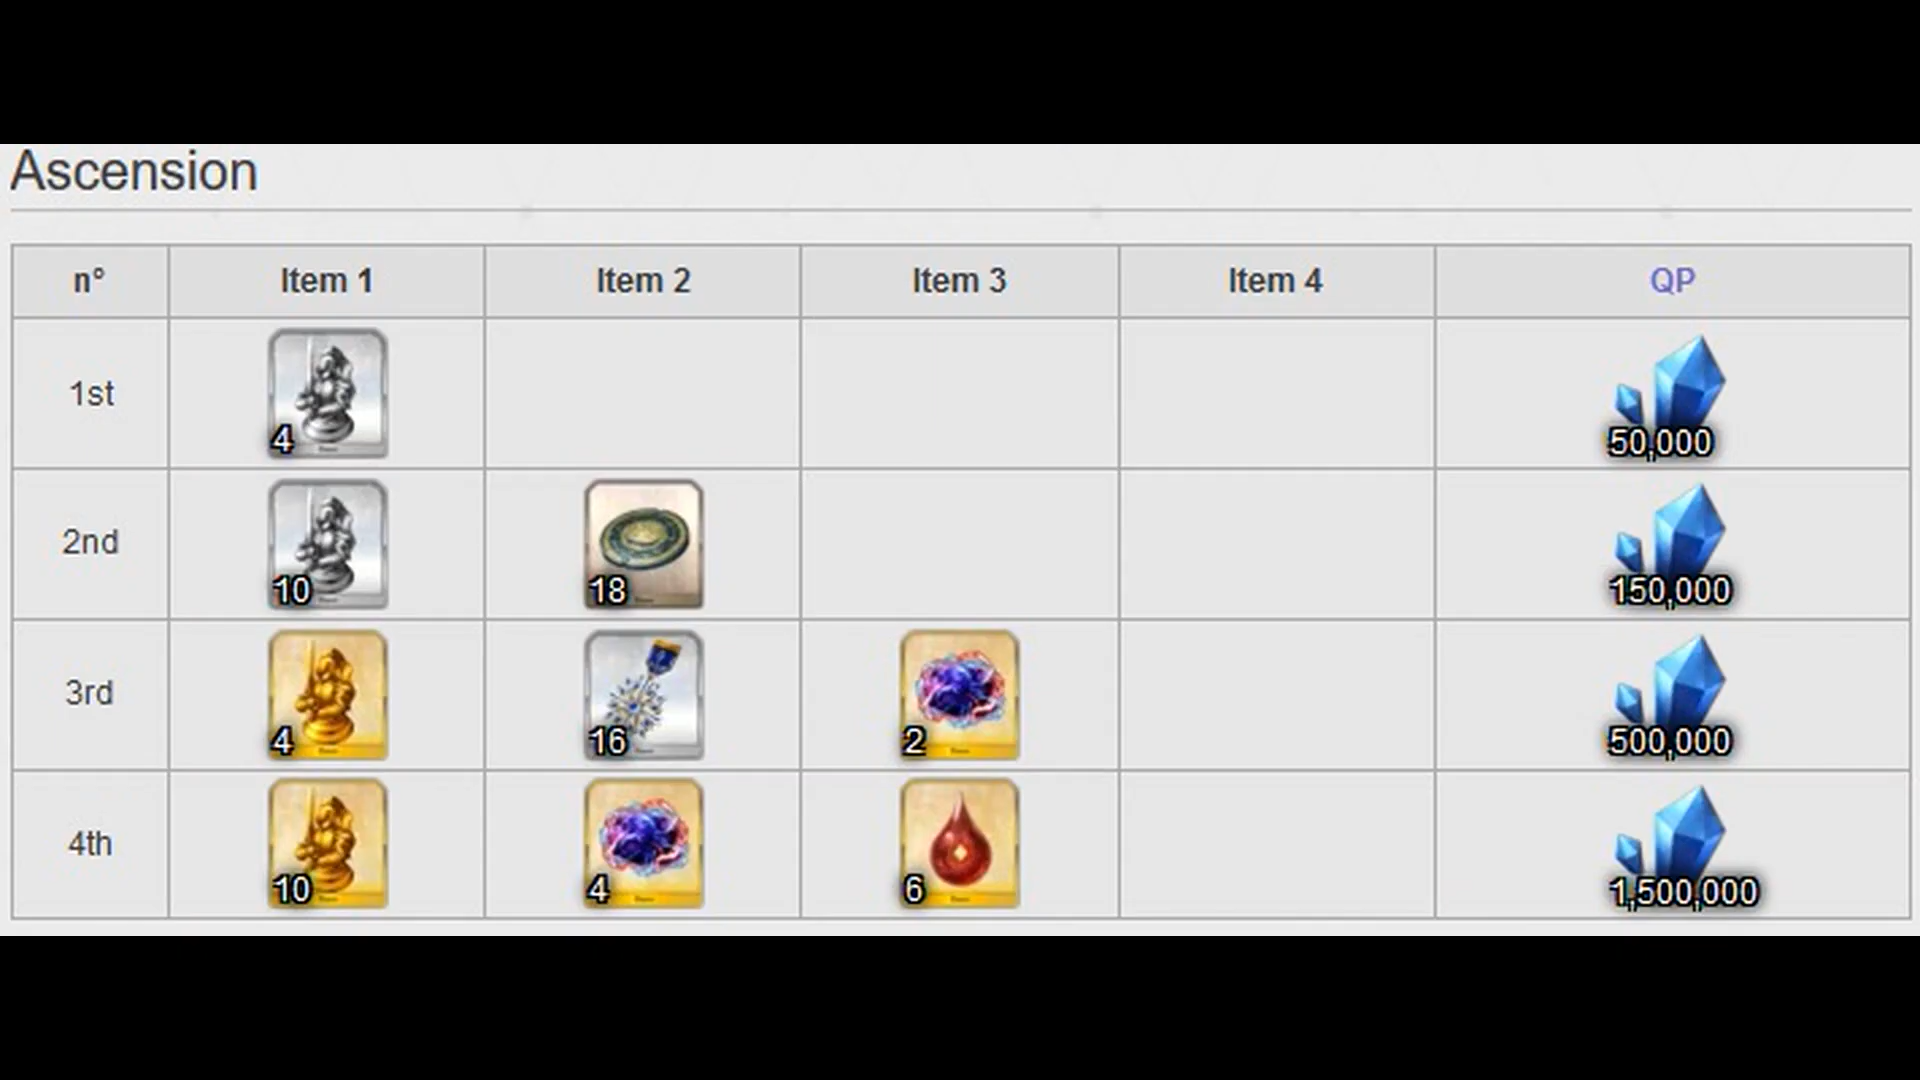 Ascension
n° Item 1 Item 2 Item 3 Item 4 QP
1st 4 50,000
2nd 10 18 150,000
3rd 4 16 2 500,000
4th 10 4 6 1,500,000